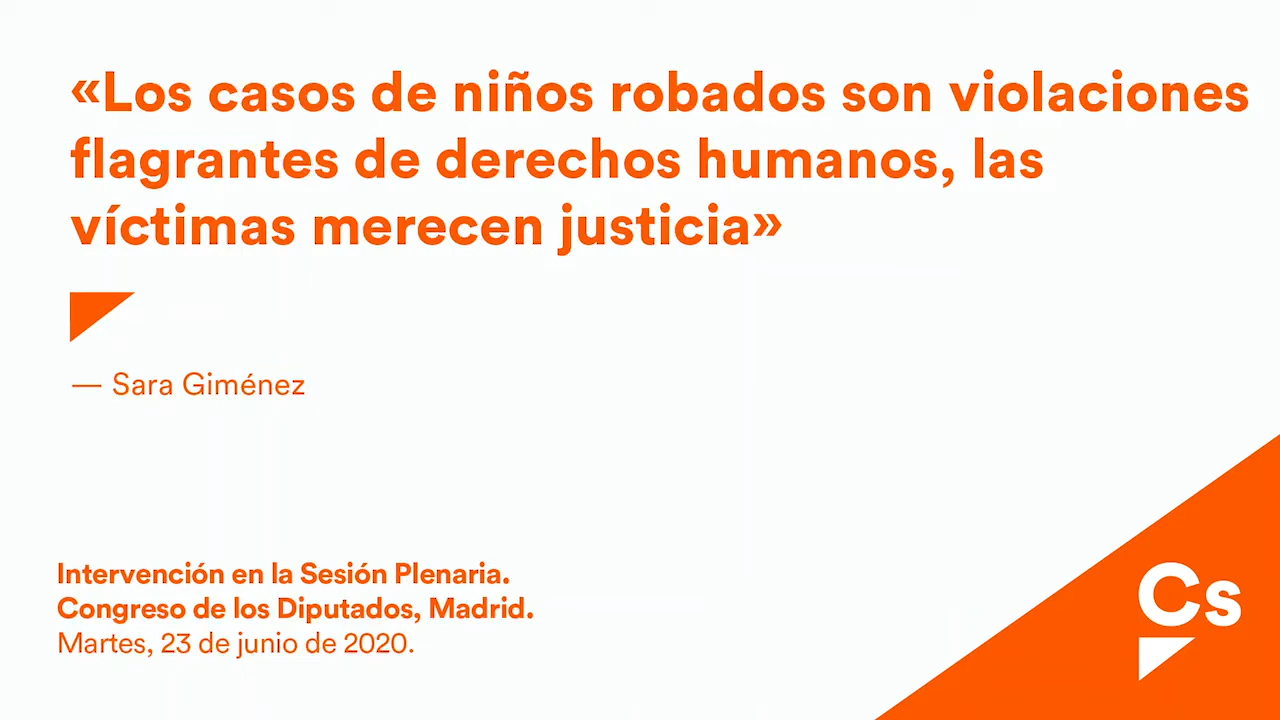 «Los casos de niños robados son violaciones
flagrantes de derechos humanos, las
víctimas merecen justicia»
— Sara Giménez
Intervención en la Sesión Plenaria.
Congreso de los Diputados, Madrid.
Martes, 23 de junio de 2020.
Cs